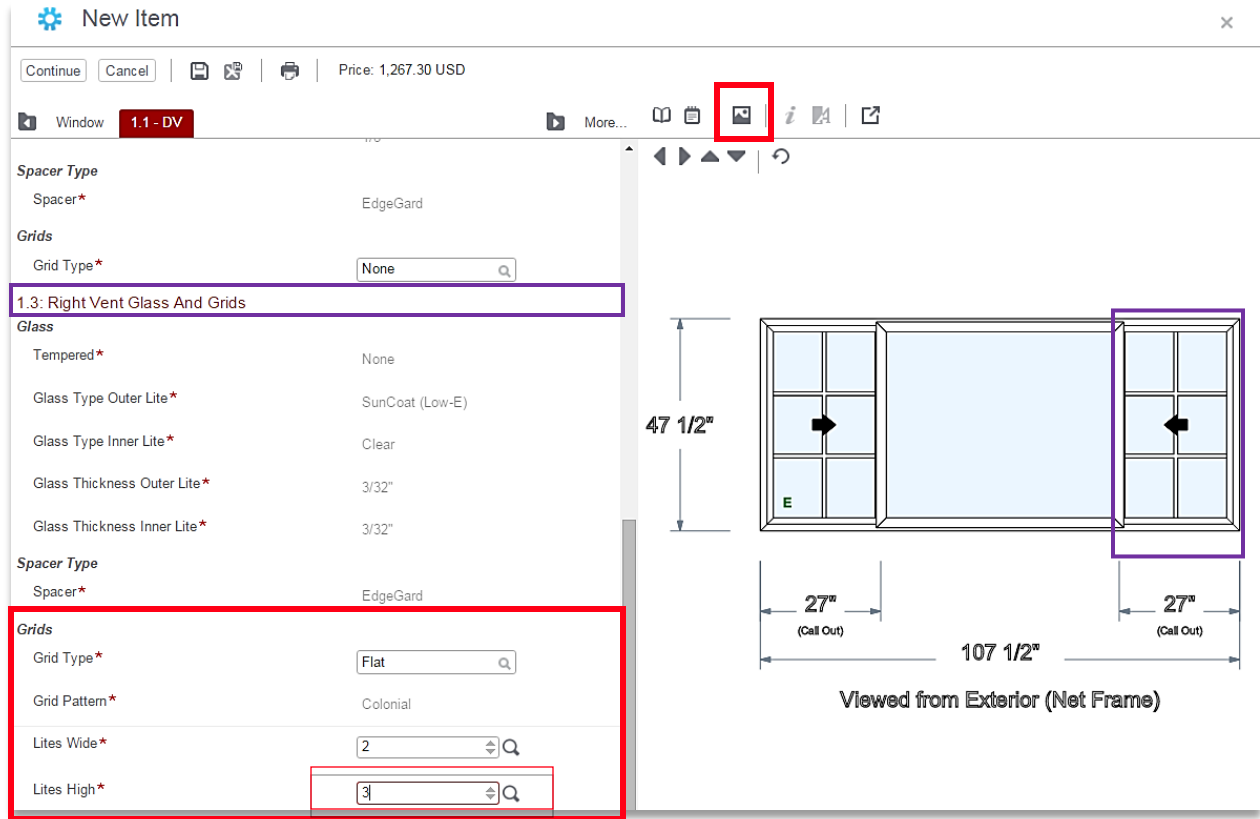 New Item
Continue Cancel Price: 1,267.30 USD
Window 1.1 - DV More...
Spacer Type
Spacer* EdgeGard
Grids
Grid Type* None
1.3: Right Vent Glass And Grids
Glass
Tempered* None
Glass Type Outer Lite* SunCoat (Low-E)
Glass Type Inner Lite* Clear
Glass Thickness Outer Lite* 3/32"
Glass Thickness Inner Lite* 3/32"
Spacer Type
Spacer* EdgeGard
Grids
Grid Type* Flat
Grid Pattern* Colonial
Lites Wide* 2
Lites High* 3
47 1/2"
E
27" 27"
(Call Out) (Call Out)
107 1/2"
Viewed from Exterior (Net Frame)